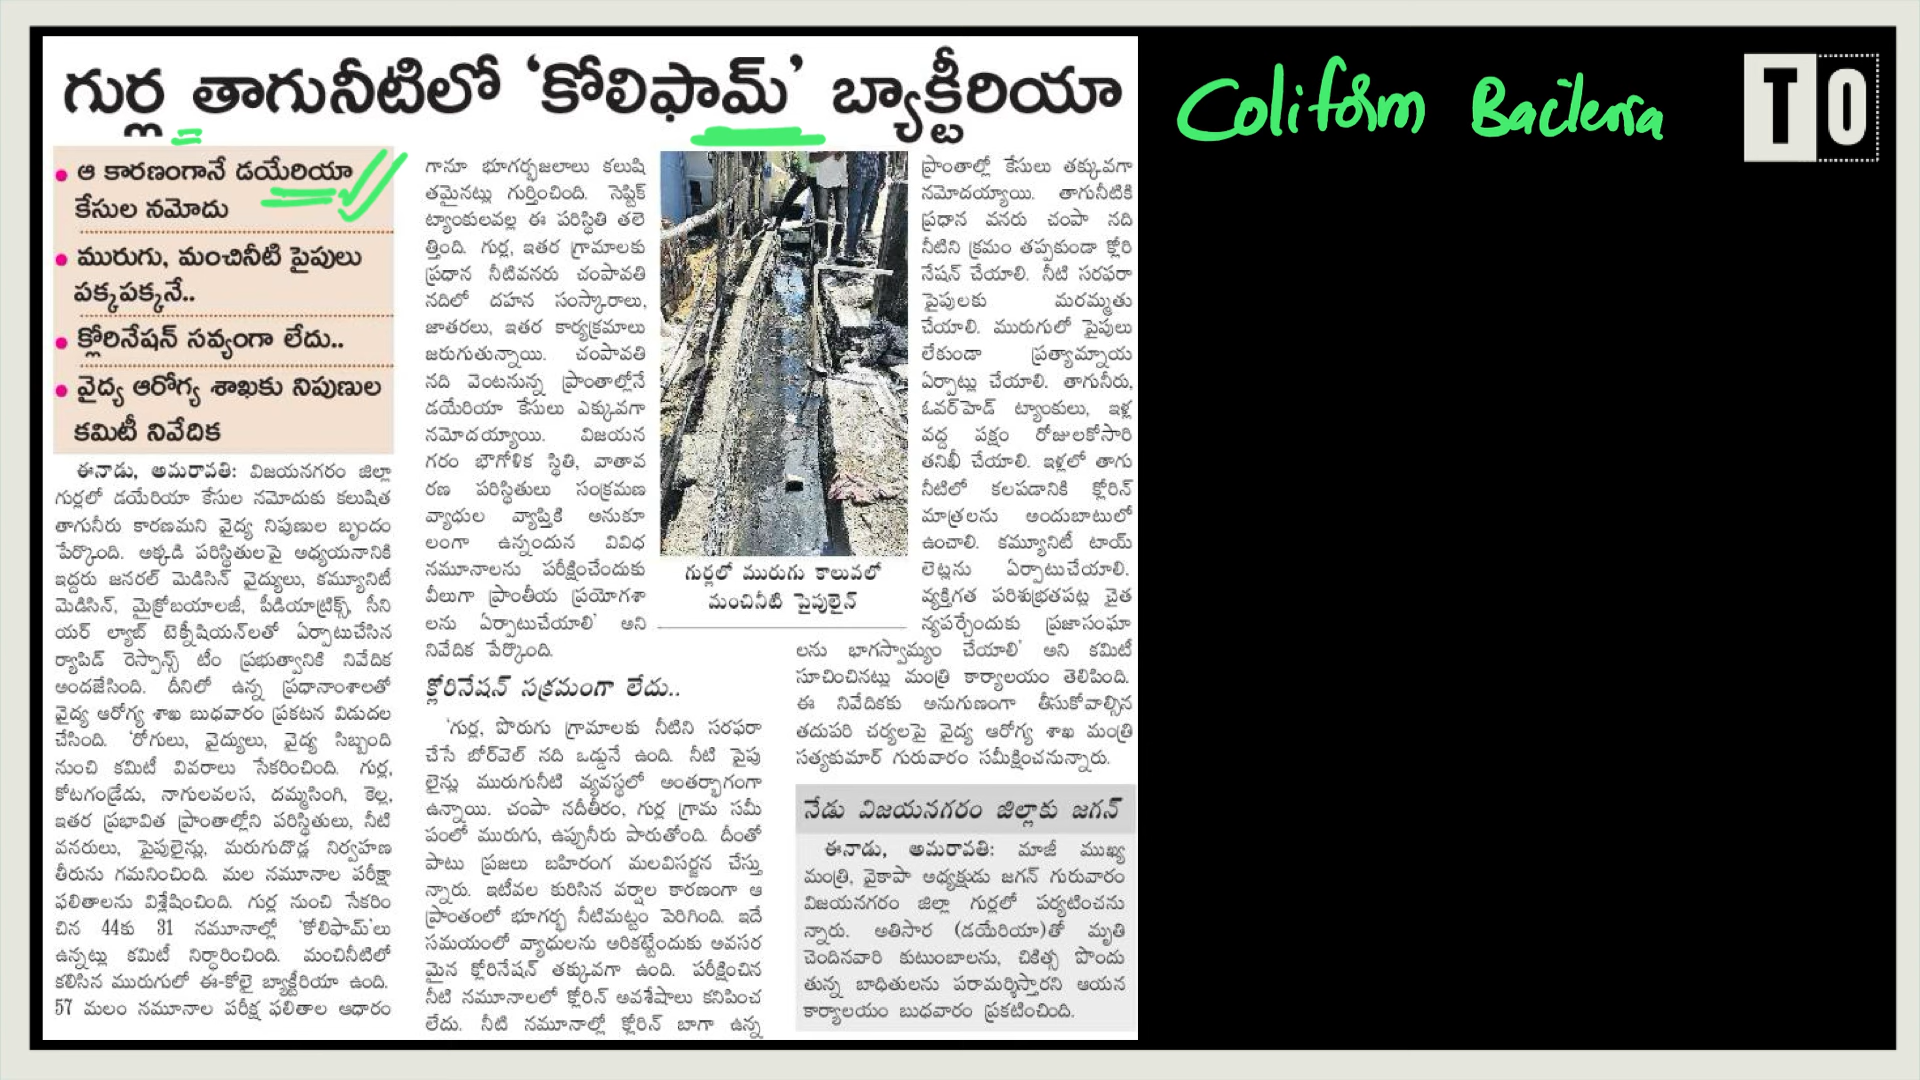 గుర్ల తాగునీటిలో 'కోలిఫామ్' బ్యాక్టీరియా
Coliform Bacteria
TO
• ఆ కారణంగానే డయేరియా
కేసుల నమోదు
• మురుగు, మంచినీటి పైపులు
పక్కపక్కనే..
• క్లోరినేషన్ సవ్యంగా లేదు..
• వైద్య ఆరోగ్య శాఖకు నిపుణుల
కమిటీ నివేదిక
ఈనాడు, అమరావతి: విజయనగరం జిల్లా
గుర్లలో డయేరియా కేసుల నమోదుకు కలుషిత
తాగునీరు కారణమని వైద్య నిపుణుల బృందం
పేర్కొంది. అక్కడి పరిస్థితులపై అధ్యయనానికి
ఇద్దరు జనరల్ మెడిసిన్ వైద్యులు, కమ్యూనిటీ
మెడిసిన్, మైక్రోబయాలజీ, పీడియాట్రిక్స్, సీని
యర్ ల్యాబ్ టెక్నీషియన్‌లతో ఏర్పాటుచేసిన
ర్యాపిడ్ రెస్పాన్స్ టీం ప్రభుత్వానికి నివేదిక
అందజేసింది. దీనిలో ఉన్న ప్రధానాంశాలతో
వైద్య ఆరోగ్య శాఖ బుధవారం ప్రకటన విడుదల
చేసింది. 'రోగులు, వైద్యులు, వైద్య సిబ్బంది
నుంచి కమిటీ వివరాలు సేకరించింది. గుర్ల,
కోటగండ్రేడు, నాగులవలస, దమ్మసింగి, కెల్ల,
ఇతర ప్రభావిత ప్రాంతాల్లోని పరిస్థితులు, నీటి
వనరులు, పైపులైన్లు, మరుగుదొడ్ల నిర్వహణ
తీరును గమనించింది. మల నమూనాల పరీక్షా
ఫలితాలను విశ్లేషించింది. గుర్ల నుంచి సేకరిం
చిన 44కు 31 నమూనాల్లో 'కోలిఫామ్'లు
ఉన్నట్లు కమిటీ నిర్ధారించింది. మంచినీటిలో
కలిసిన మురుగులో ఈ-కోలై బ్యాక్టీరియా ఉంది.
57 మలం నమూనాల పరీక్ష ఫలితాల ఆధారం
గానూ భూగర్భజలాలు కలుషి
తమైనట్లు గుర్తించింది. సెప్టిక్
ట్యాంకులవల్ల ఈ పరిస్థితి తలె
త్తింది. గుర్ల, ఇతర గ్రామాలకు
ప్రధాన నీటివనరు చంపావతి
నదిలో దహన సంస్కారాలు,
జాతరలు, ఇతర కార్యక్రమాలు
జరుగుతున్నాయి. చంపావతి
నది వెంటనున్న ప్రాంతాల్లోనే
డయేరియా కేసులు ఎక్కువగా
నమోదయ్యాయి. విజయన
గరం భౌగోళిక స్థితి, వాతావ
రణ పరిస్థితులు సంక్రమణ
వ్యాధుల వ్యాప్తికి అనుకూ
లంగా ఉన్నందున వివిధ
నమూనాలను పరీక్షించేందుకు
వీలుగా ప్రాంతీయ ప్రయోగశా
లను ఏర్పాటుచేయాలి' అని
నివేదిక పేర్కొంది.
క్లోరినేషన్ సక్రమంగా లేదు..
'గుర్ల, పొరుగు గ్రామాలకు నీటిని సరఫరా
చేసే బోర్‌వెల్ నది ఒడ్డునే ఉంది. నీటి పైపు
లైన్లు మురుగునీటి వ్యవస్థలో అంతర్భాగంగా
ఉన్నాయి. చంపా నదీతీరం, గుర్ల గ్రామ సమీ
పంలో మురుగు, ఉప్పునీరు పారుతోంది. దీంతో
పాటు ప్రజలు బహిరంగ మలవిసర్జన చేస్తు
న్నారు. ఇటీవల కురిసిన వర్షాల కారణంగా ఆ
ప్రాంతంలో భూగర్భ నీటిమట్టం పెరిగింది. ఇదే
సమయంలో వ్యాధులను అరికట్టేందుకు అవసర
మైన క్లోరినేషన్ తక్కువగా ఉంది. పరీక్షించిన
నీటి నమూనాలలో క్లోరిన్ అవశేషాలు కనిపించ
లేదు. నీటి నమూనాల్లో క్లోరిన్ బాగా ఉన్న
గుర్లలో మురుగు కాలువలో
మంచినీటి పైపులైన్
ప్రాంతాల్లో కేసులు తక్కువగా
నమోదయ్యాయి. తాగునీటికి
ప్రధాన వనరు చంపా నది
నీటిని క్రమం తప్పకుండా క్లోరి
నేషన్ చేయాలి. నీటి సరఫరా
పైపులకు మరమ్మతు
చేయాలి. మురుగులో పైపులు
లేకుండా ప్రత్యామ్నాయ
ఏర్పాట్లు చేయాలి. తాగునీరు,
ఓవర్‌హెడ్ ట్యాంకులు, ఇళ్ల
వద్ద పక్షం రోజులకోసారి
తనిఖీ చేయాలి. ఇళ్లలో తాగు
నీటిలో కలపడానికి క్లోరిన్
మాత్రలను అందుబాటులో
ఉంచాలి. కమ్యూనిటీ టాయ్
లెట్లను ఏర్పాటుచేయాలి.
వ్యక్తిగత పరిశుభ్రతపట్ల చైత
న్యపర్చేందుకు ప్రజాసంఘా
లను భాగస్వామ్యం చేయాలి' అని కమిటీ
సూచించినట్లు మంత్రి కార్యాలయం తెలిపింది.
ఈ నివేదికకు అనుగుణంగా తీసుకోవాల్సిన
తదుపరి చర్యలపై వైద్య ఆరోగ్య శాఖ మంత్రి
సత్యకుమార్ గురువారం సమీక్షించనున్నారు.
నేడు విజయనగరం జిల్లాకు జగన్
ఈనాడు, అమరావతి: మాజీ ముఖ్య
మంత్రి, వైకాపా అధ్యక్షుడు జగన్ గురువారం
విజయనగరం జిల్లా గుర్లలో పర్యటించను
న్నారు. అతిసార (డయేరియా)తో మృతి
చెందినవారి కుటుంబాలను, చికిత్స పొందు
తున్న బాధితులను పరామర్శిస్తారని ఆయన
కార్యాలయం బుధవారం ప్రకటించింది.